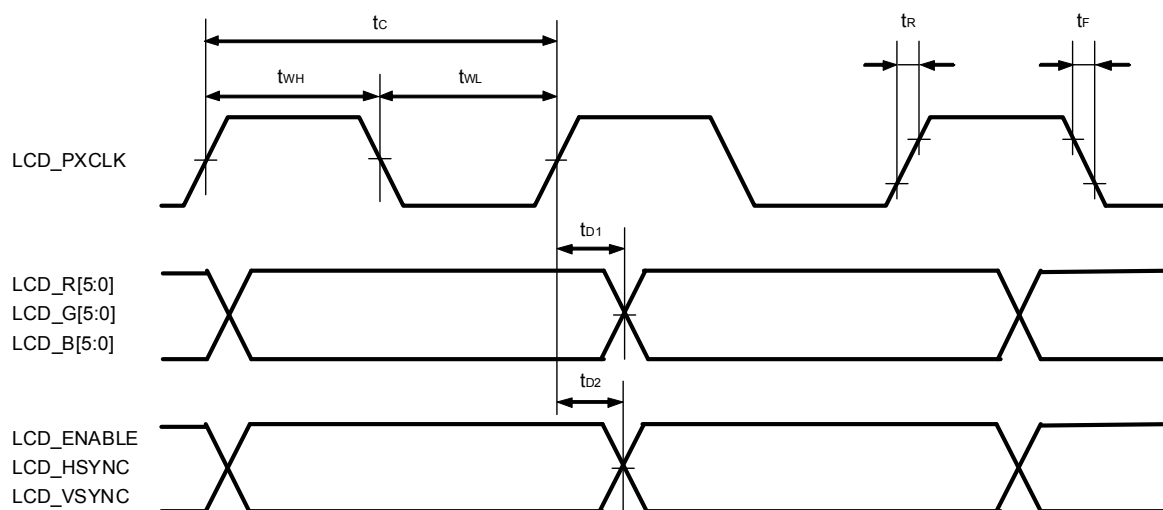 tC
tR
tF
tWH
tWL
LCD_PXCLK
tD1
LCD_R[5:0]
LCD_G[5:0]
LCD_B[5:0]
tD2
LCD_ENABLE
LCD_HSYNC
LCD_VSYNC